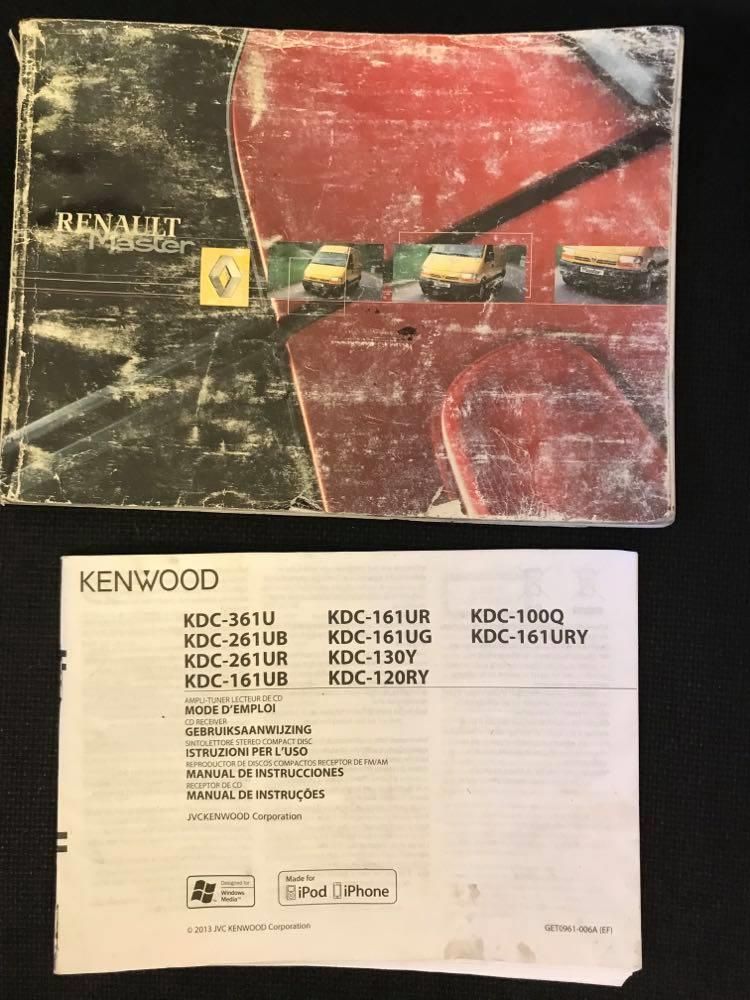 RENAULT
Master
KENWOOD
KDC-361U KDC-161UR KDC-100Q
KDC-261UB KDC-161UG KDC-161URY
KDC-261UR KDC-130Y
KDC-161UB KDC-120RY
AMPLI-TUNER LECTEUR DE CD
MODE D'EMPLOI
CD RECEIVER
GEBRUIKSAANWIJZING
SINTOLETTORE STEREO COMPACT DISC
ISTRUZIONI PER L'USO
REPRODUCTOR DE DISCOS COMPACTOS RECEPTOR DE FM/AM
MANUAL DE INSTRUCCIONES
RECEPTOR DE CD
MANUAL DE INSTRUÇÕES
JVCKENWOOD Corporation
Designed for
Windows
Media™
Made for
iPod iPhone
© 2013 JVC KENWOOD Corporation
GET0961-006A (EF)